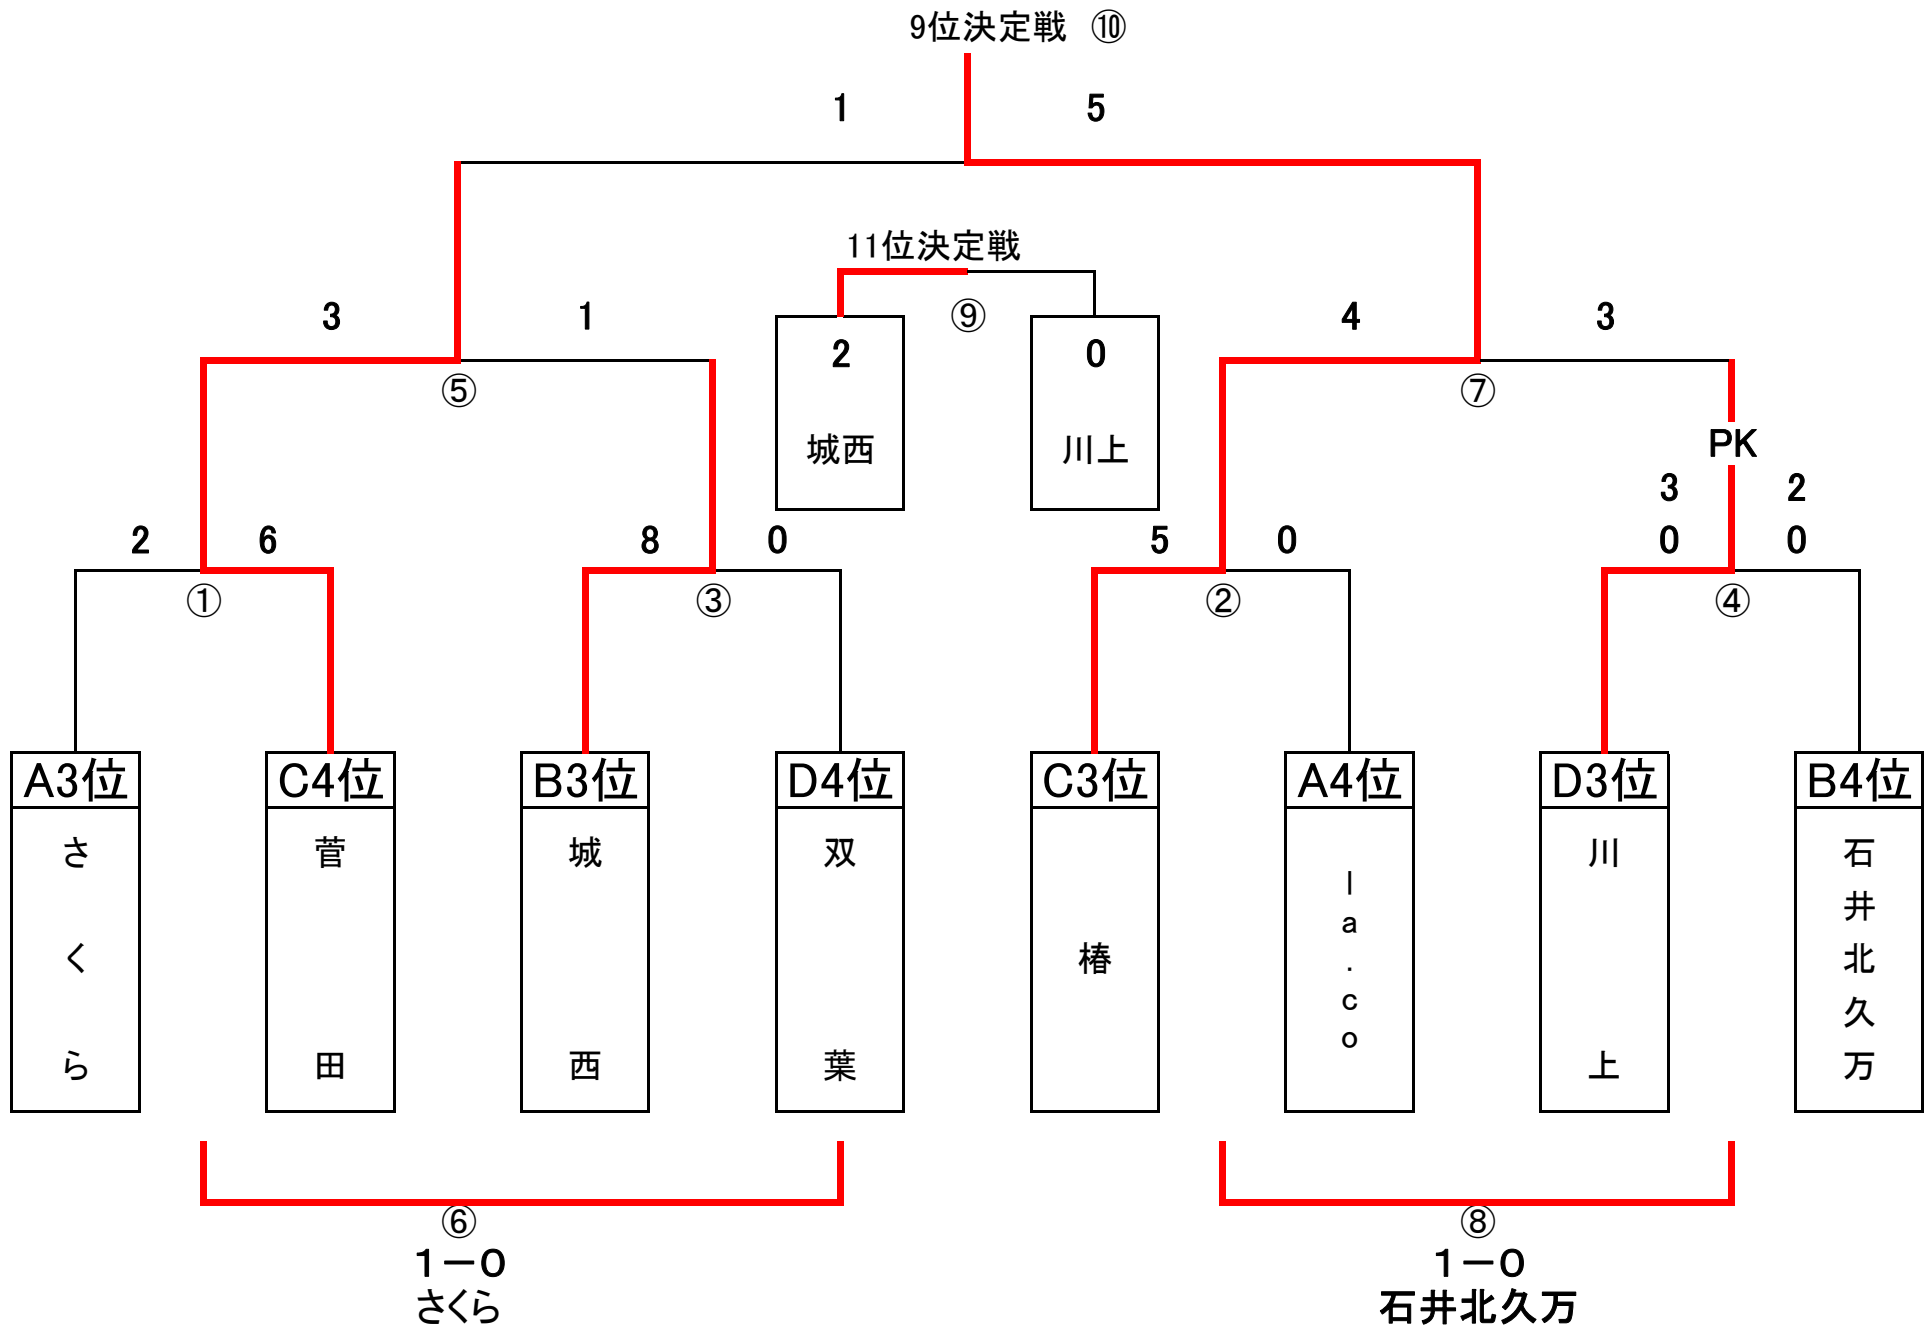 9位決定戦 ⑩
1 5
11位決定戦
3 1 ⑨ 4 3
2 0
⑤ ⑦
城西 川上
PK
3 2
2 6 8 0 5 0 0 0
① ③ ② ④
A3位 C4位 B3位 D4位 C3位 A4位 D3位 B4位
さくら
菅田
城西
双葉
椿
la.co
川上
石井北久万
⑥ ⑧
1-0 1-0
さくら 石井北久万